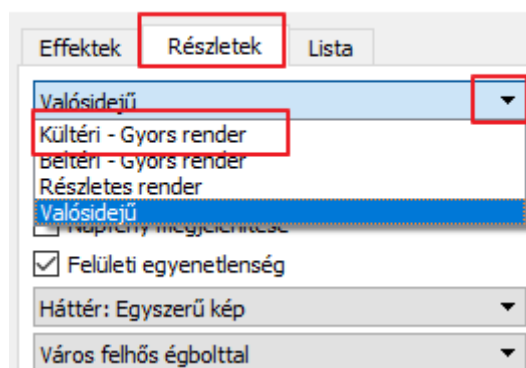 Effektek Részletek Lista
Valósidejű
Kültéri - Gyors render
Beltéri - Gyors render
Részletes render
Valósidejű
Napfény megjelenítése
Felületi egyenetlenség
Háttér: Egyszerű kép
Város felhős égbolttal